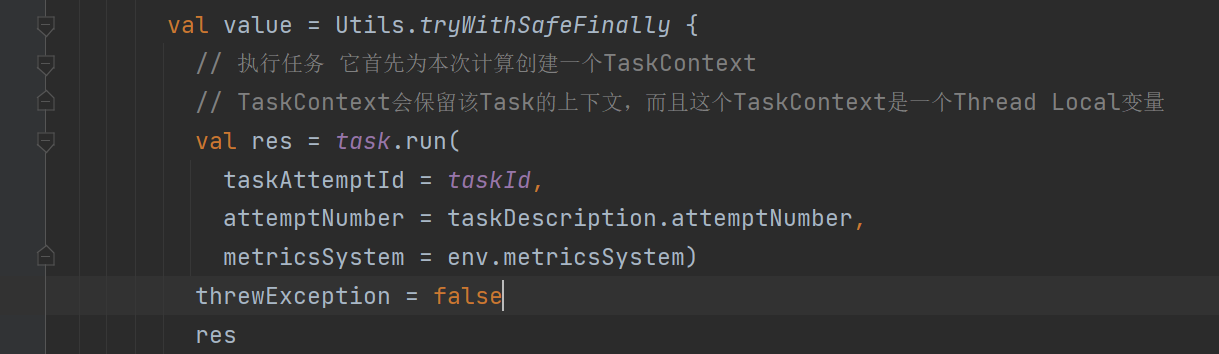 val value = Utils.tryWithSafeFinally {
// 执行任务 它首先为本次计算创建一个TaskContext
// TaskContext会保留该Task的上下文，而且这个TaskContext是一个Thread Local变量
val res = task.run(
taskAttemptId = taskId,
attemptNumber = taskDescription.attemptNumber,
metricsSystem = env.metricsSystem)
threwException = false
res